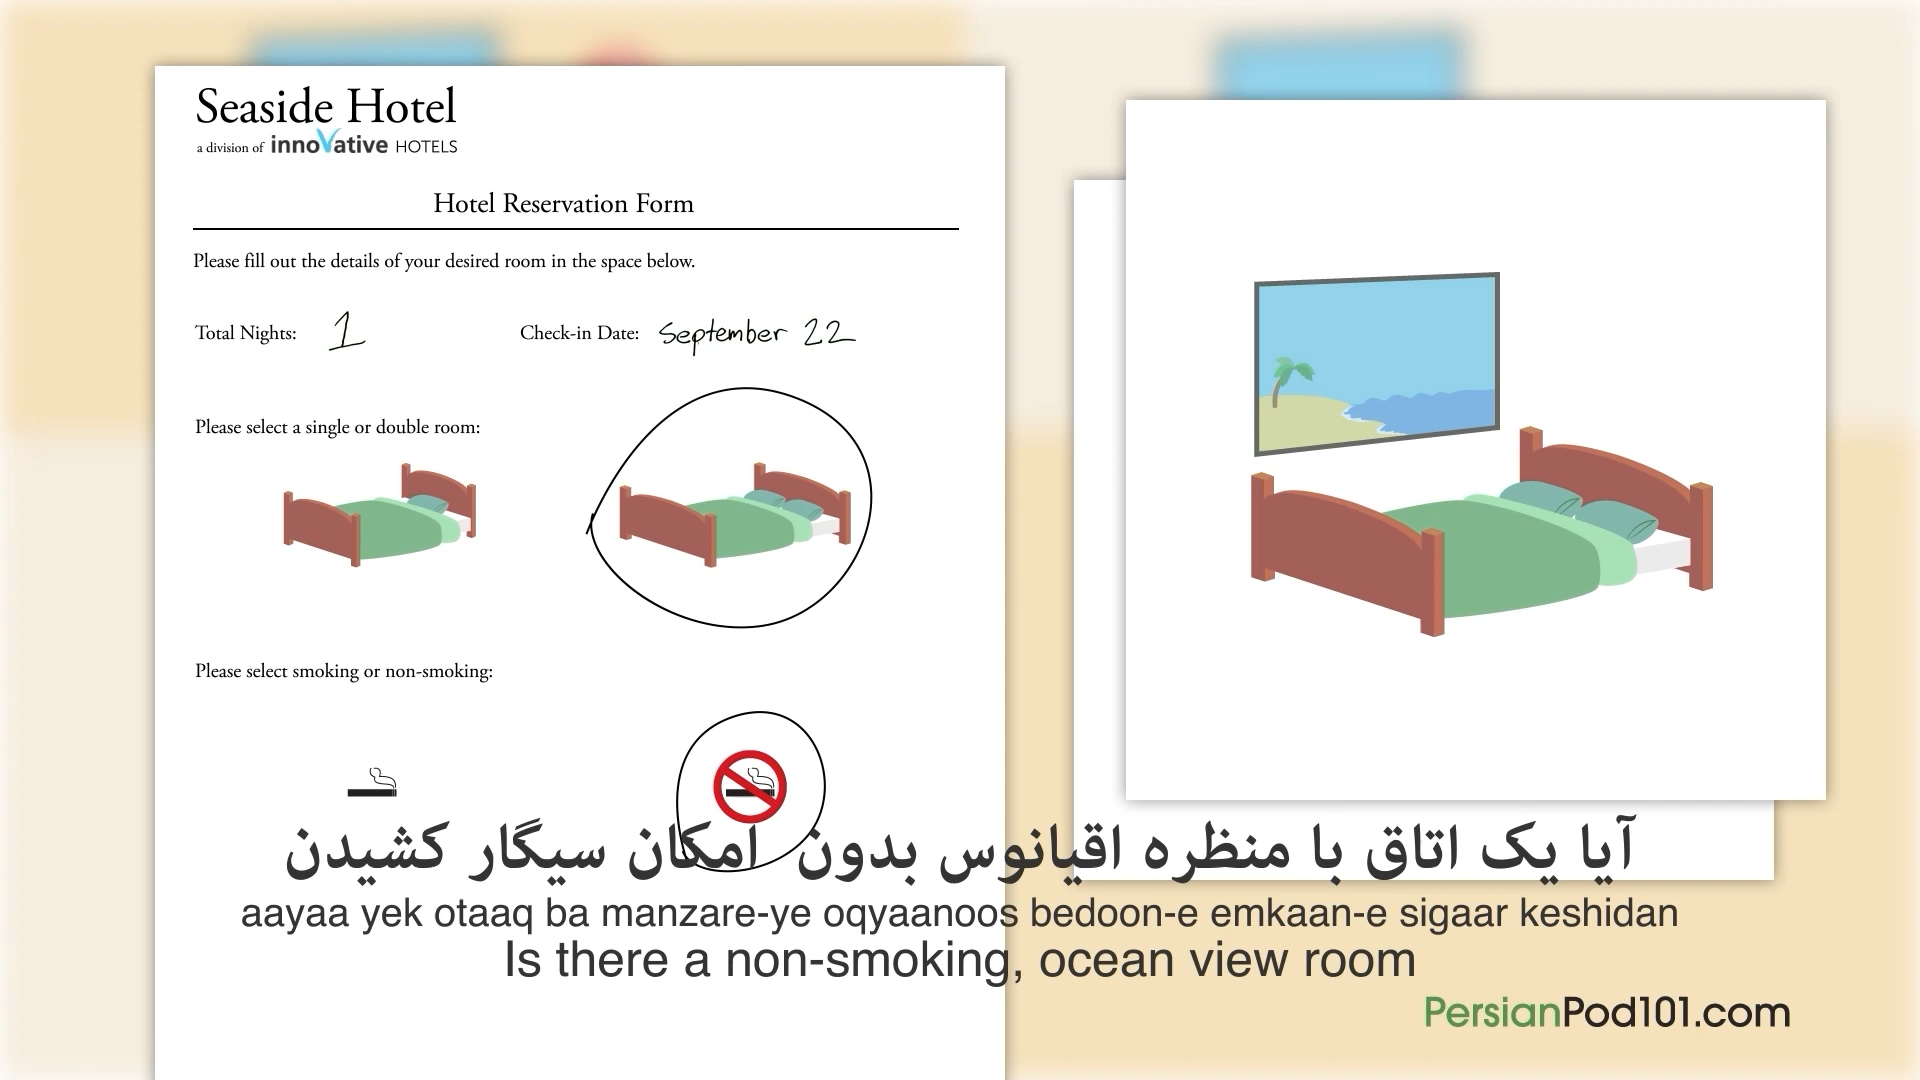 Seaside Hotel
a division of innovative HOTELS
Hotel Reservation Form
Please fill out the details of your desired room in the space below.
Total Nights: 1 Check-in Date: September 22
Please select a single or double room:
Please select smoking or non-smoking:
آیا یک اتاق با منظره اقیانوس بدون امکان سیگار کشیدن
aayaa yek otaaq ba manzare-ye oqyaanoos bedoon-e emkaan-e sigaar keshidan
Is there a non-smoking, ocean view room
PersianPod101.com